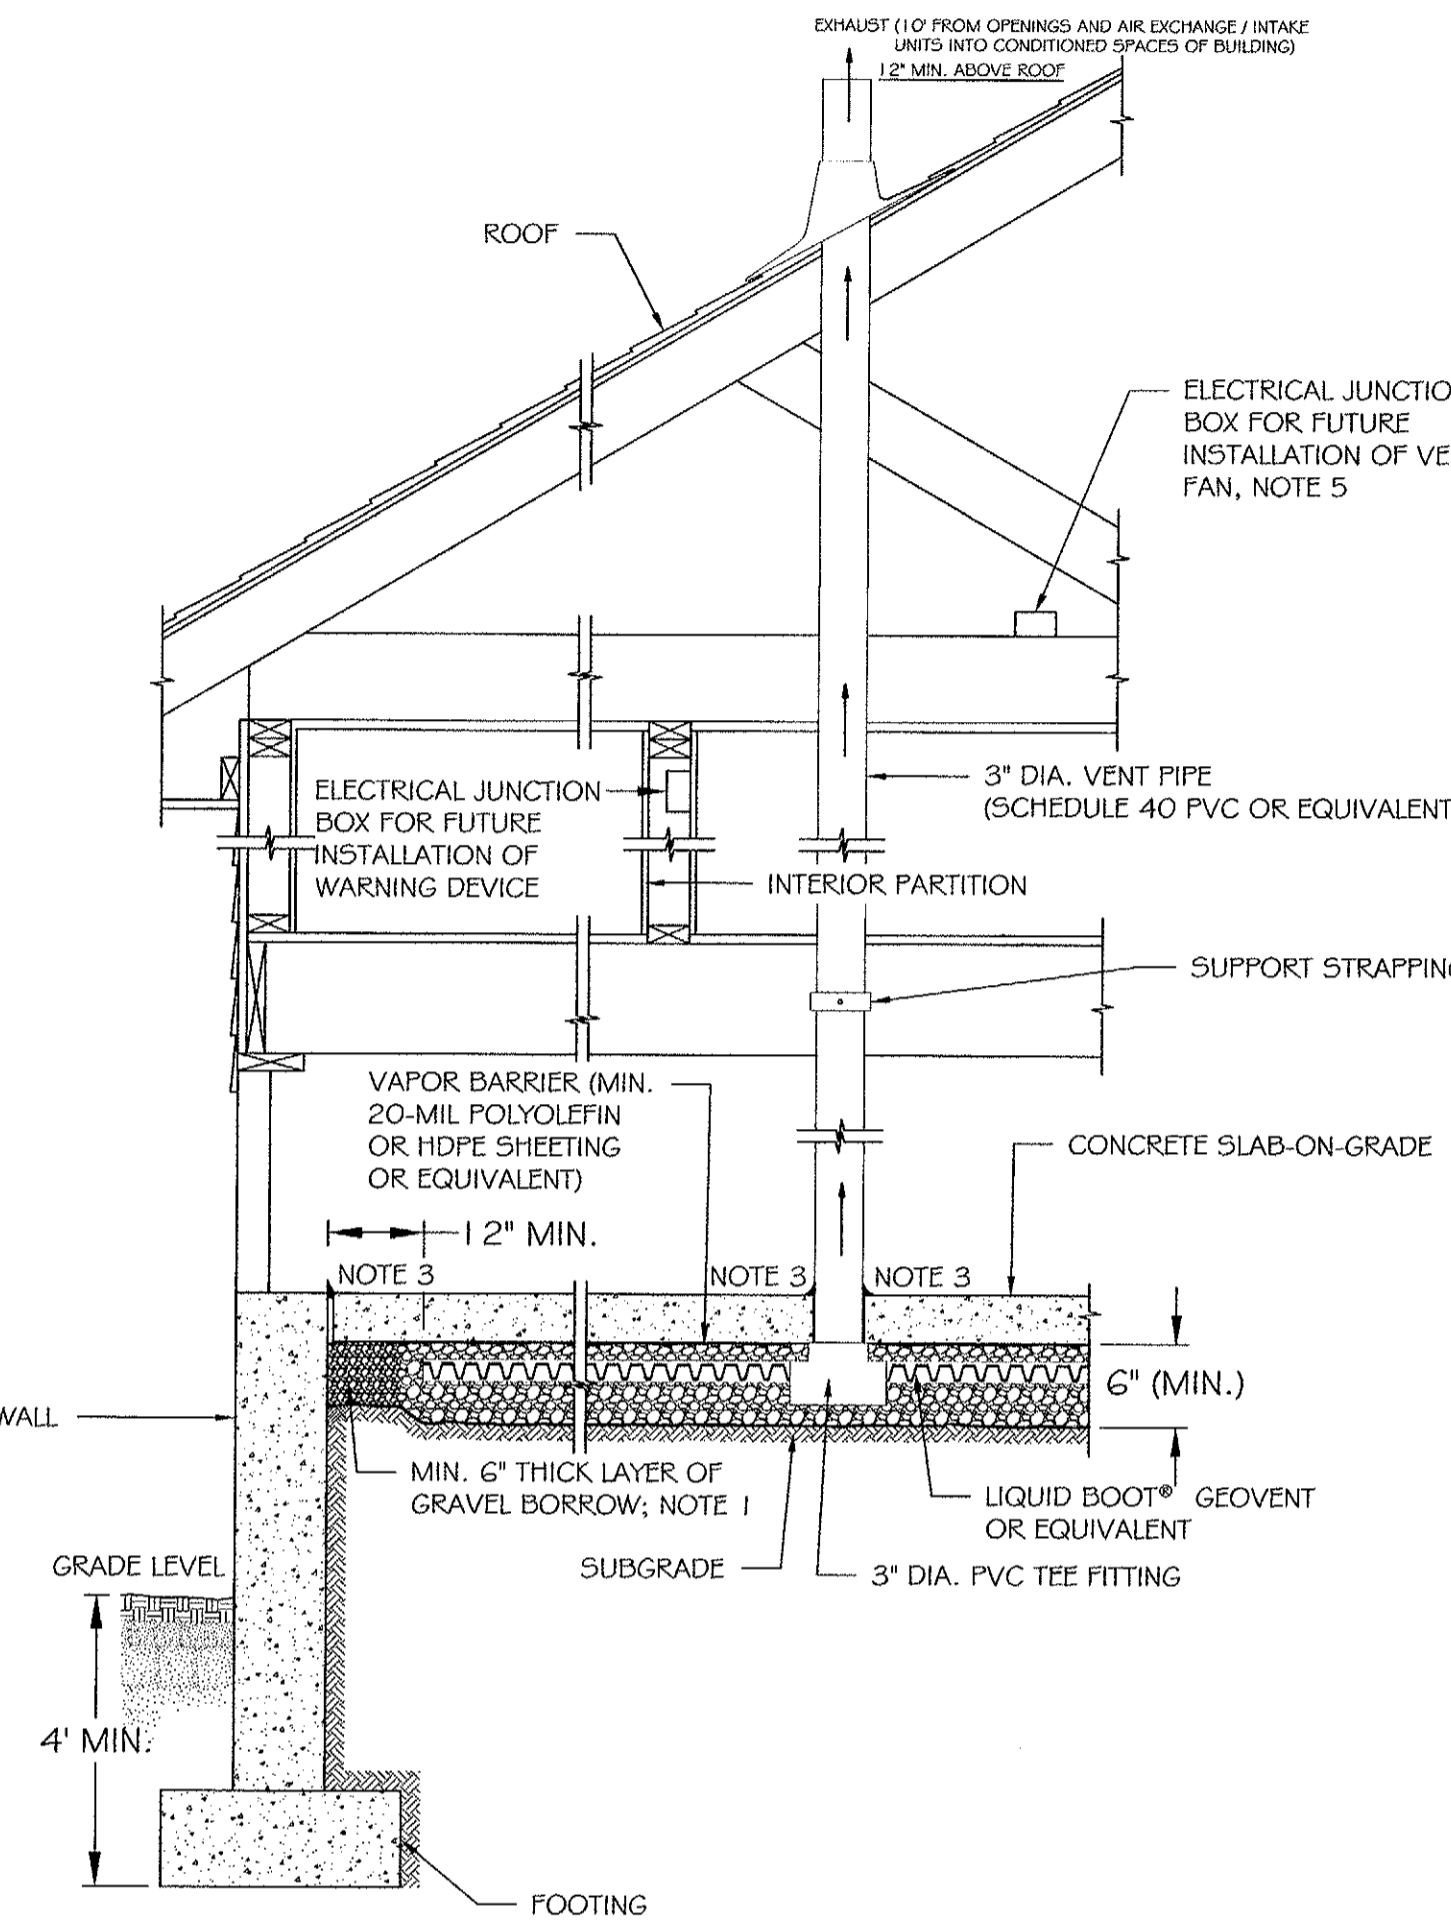 EXHAUST (10' FROM OPENINGS AND AIR EXCHANGE / INTAKE
UNITS INTO CONDITIONED SPACES OF BUILDING)
12" MIN. ABOVE ROOF
ROOF
ELECTRICAL JUNCTIO
BOX FOR FUTURE
INSTALLATION OF VE
FAN, NOTE 5
ELECTRICAL JUNCTION
BOX FOR FUTURE
INSTALLATION OF
WARNING DEVICE
3" DIA. VENT PIPE
(SCHEDULE 40 PVC OR EQUIVALENT
INTERIOR PARTITION
SUPPORT STRAPPING
VAPOR BARRIER (MIN.
20-MIL POLYOLEFIN
OR HDPE SHEETING
OR EQUIVALENT)
CONCRETE SLAB-ON-GRADE
12" MIN.
NOTE 3
NOTE 3
NOTE 3
6" (MIN.)
WALL
MIN. 6" THICK LAYER OF
GRAVEL BORROW; NOTE 1
LIQUID BOOT® GEOVENT
OR EQUIVALENT
GRADE LEVEL
SUBGRADE
3" DIA. PVC TEE FITTING
4' MIN.
FOOTING